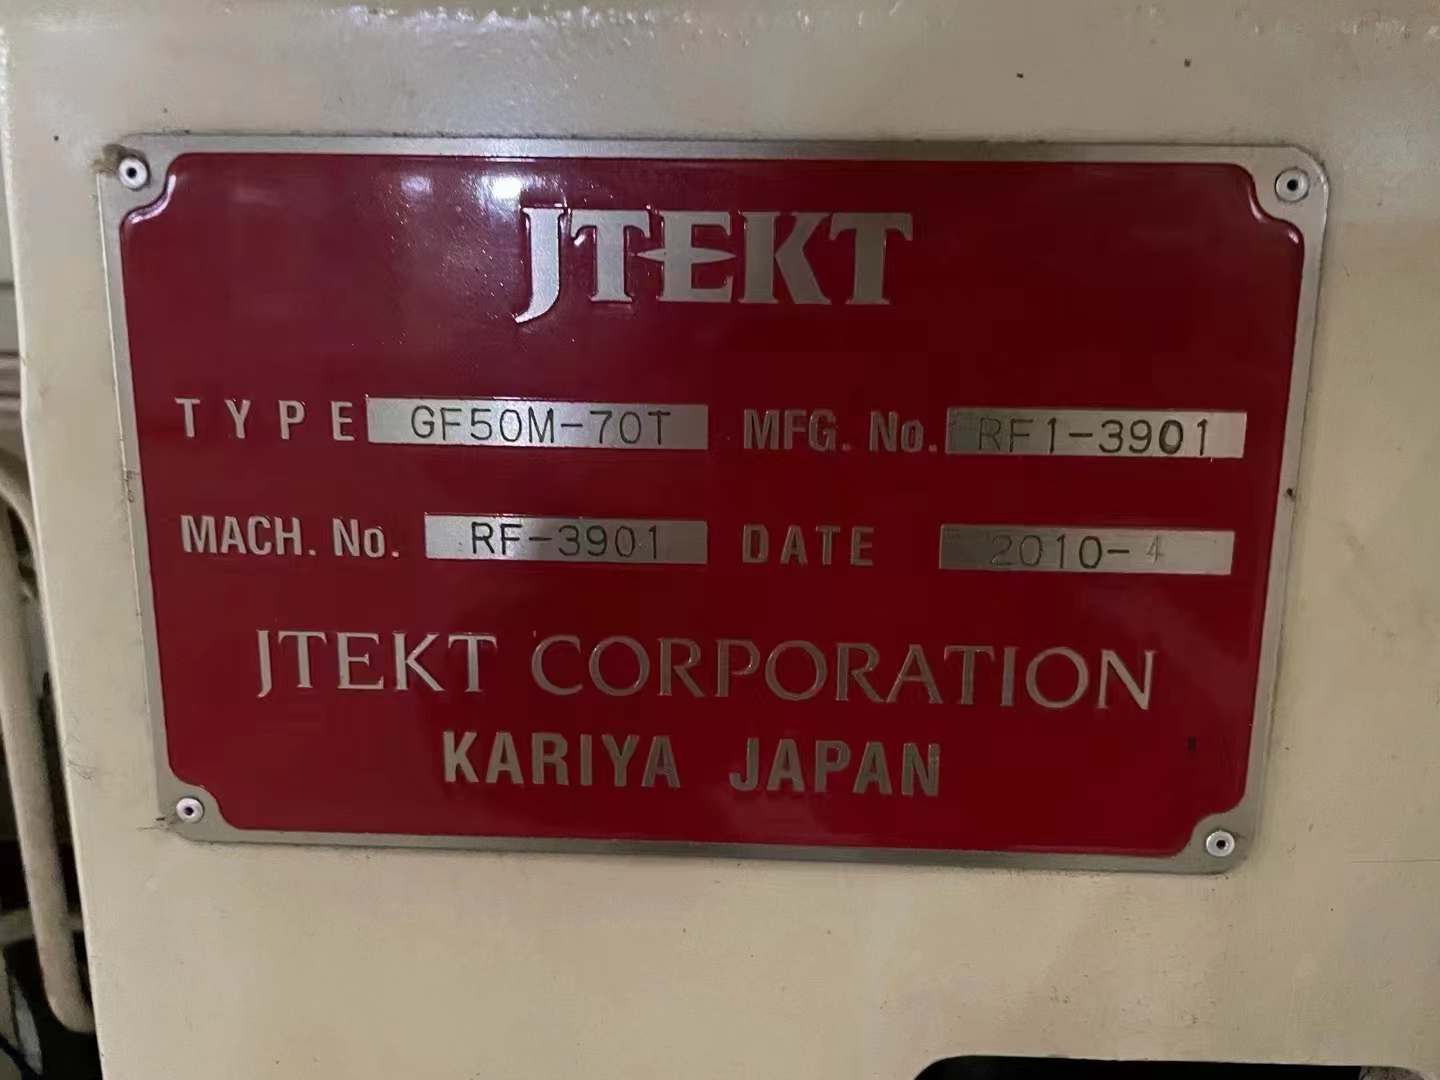 JTEKT
TYPE GF50M-70T MFG. No. RF1-3901
MACH. No. RF-3901 DATE 2010-4
JTEKT CORPORATION
KARIYA JAPAN